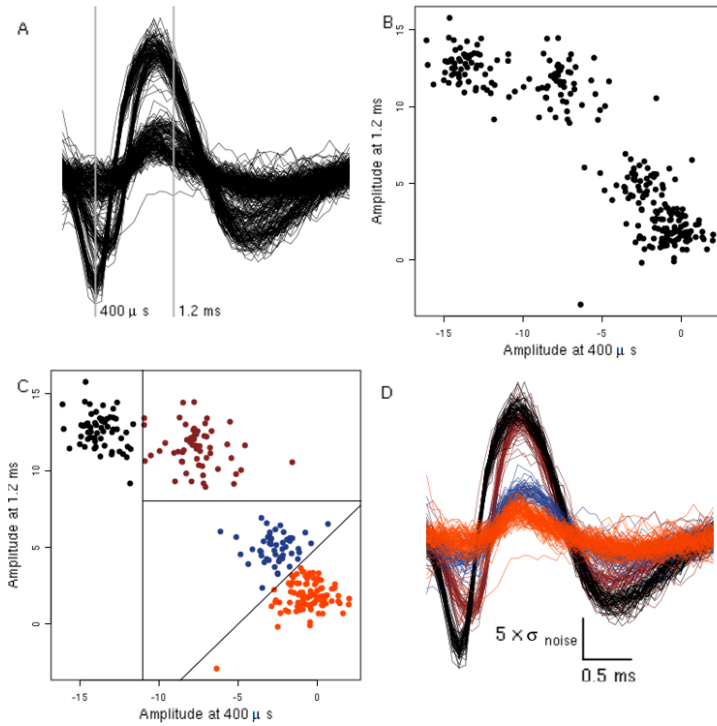 A
400 μ s
1.2 ms
B
Amplitude at 1.2 ms
15
10
5
0
-15
-10
-5
0
Amplitude at 400 μ s
C
Amplitude at 1.2 ms
15
10
5
0
-15
-10
-5
0
Amplitude at 400 μ s
D
5 × σ noise
0.5 ms